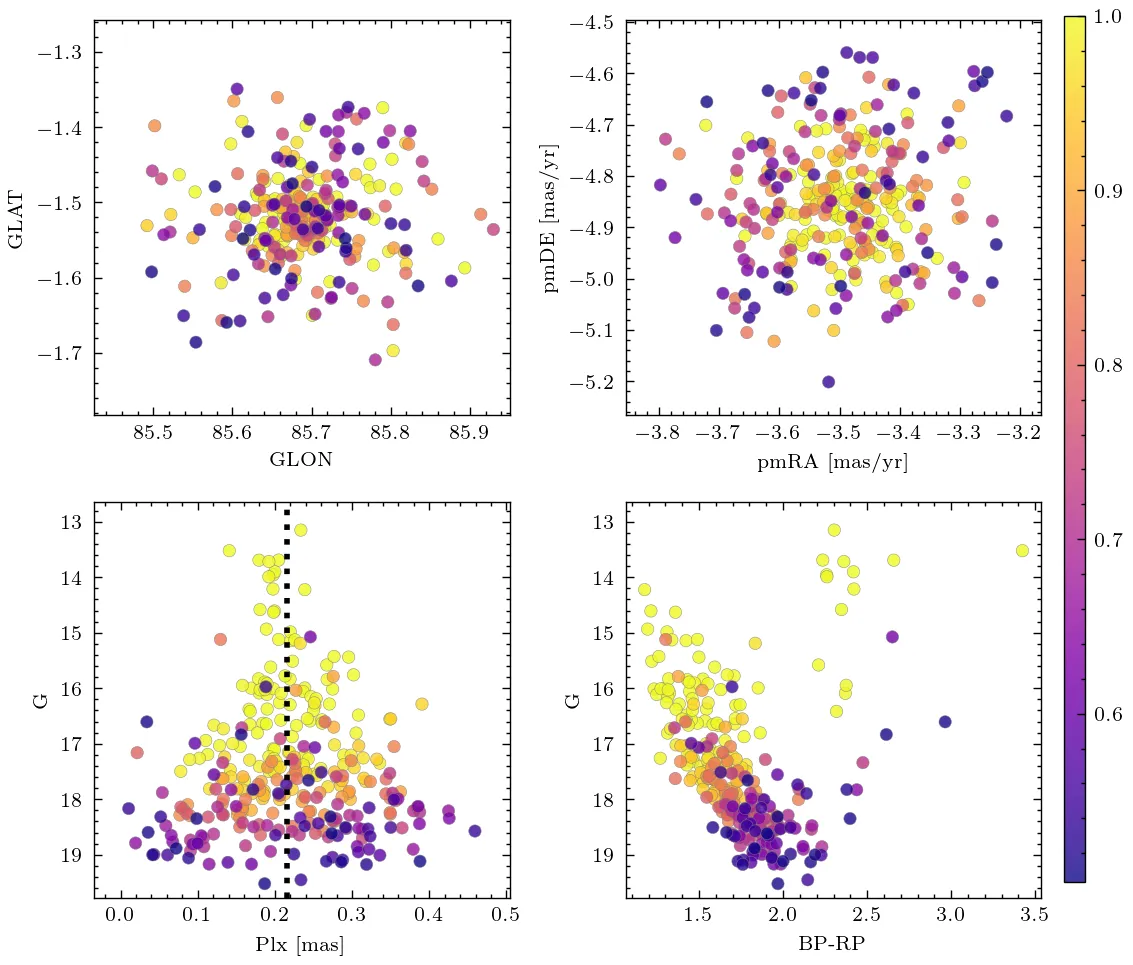 −1.3
−1.4
−1.5
−1.6
−1.7
GLAT
85.5 85.6 85.7 85.8 85.9
GLON
−4.5
−4.6
−4.7
−4.8
−4.9
−5.0
−5.1
−5.2
pmDE [mas/yr]
−3.8 −3.7 −3.6 −3.5 −3.4 −3.3 −3.2
pmRA [mas/yr]
1.0
0.9
0.8
0.7
0.6
13
14
15
16
17
18
19
G
0.0 0.1 0.2 0.3 0.4 0.5
Plx [mas]
13
14
15
16
17
18
19
G
1.5 2.0 2.5 3.0 3.5
BP-RP